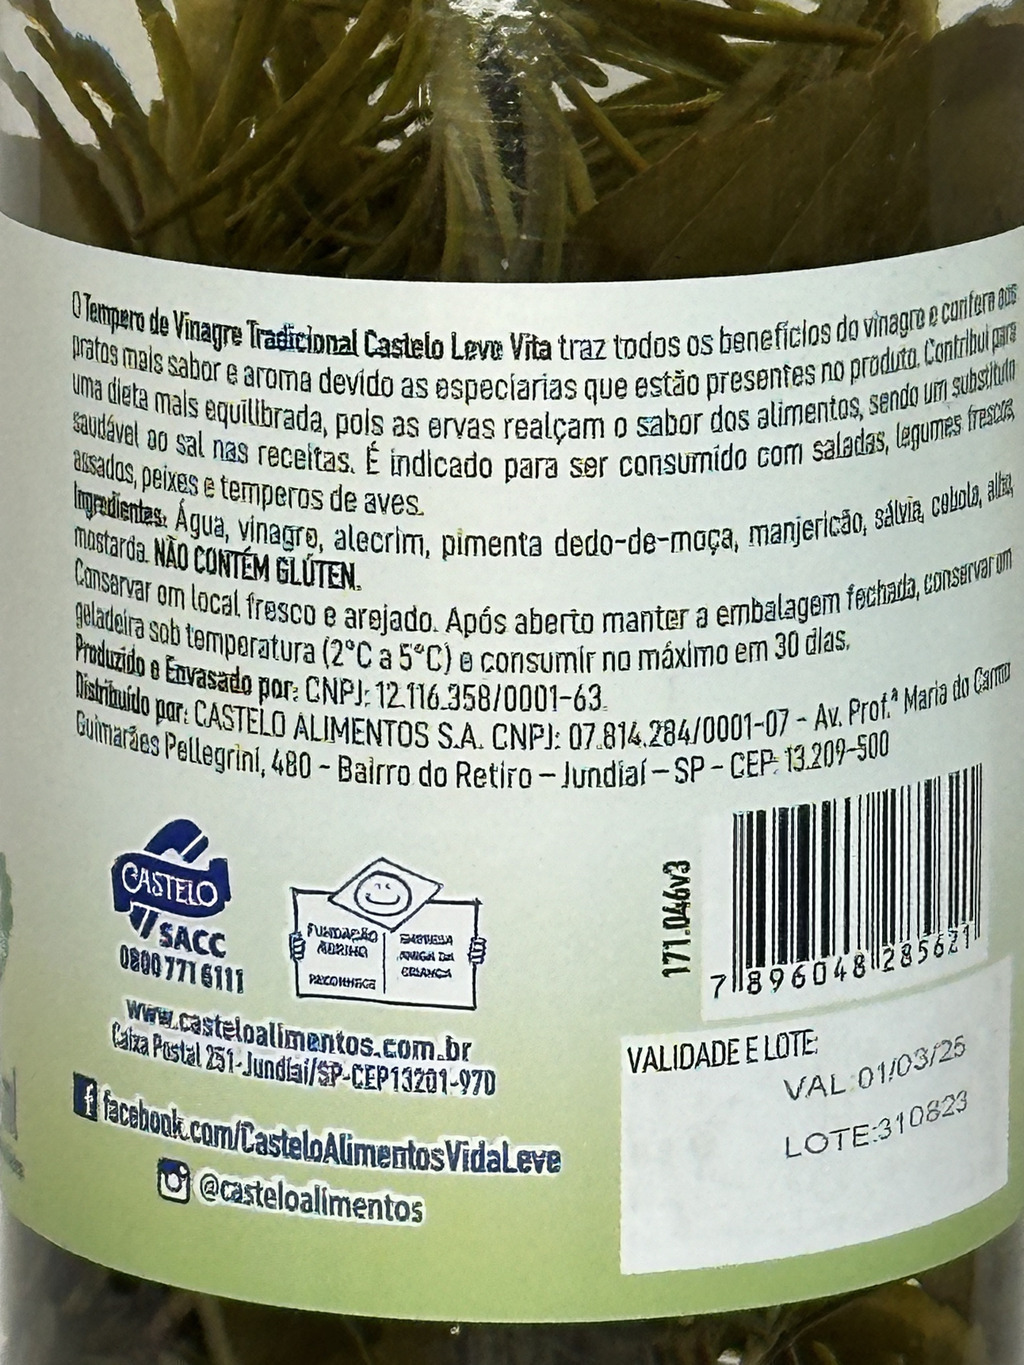 O Tempero de Vinagre Tradicional Castelo Leve Vita traz todos os benefícios do vinagre e confere aos
pratos mais sabor e aroma devido as especiarias que estão presentes no produto. Contribui para
uma dieta mais equilibrada, pois as ervas realçam o sabor dos alimentos, sendo um substituto
saudável ao sal nas receitas. É indicado para ser consumido com saladas, legumes frescos,
assados, peixes e temperos de aves.
Ingredientes: Água, vinagre, alecrim, pimenta dedo-de-moça, manjericão, sálvia, cebola, alho,
mostarda. NÃO CONTÉM GLÚTEN.
Conservar em local fresco e arejado. Após aberto manter a embalagem fechada, conservar em
geladeira sob temperatura (2°C a 5°C) e consumir no máximo em 30 dias.
Produzido e Envasado por: CNPJ: 12.116.358/0001-63.
Distribuído por: CASTELO ALIMENTOS S.A. CNPJ: 07.814.284/0001-07 - Av. Prof.ª Maria do Carmo
Guimarães Pellegrini, 480 - Bairro do Retiro - Jundiaí - SP - CEP: 13.209-500
CASTELO
SACC
0800 771 6111
FUNDAÇÃO
ABRINQ
EMPRESA
AMIGA DA
CRIANÇA
171.046v3
7 896048 285621
www.casteloalimentos.com.br
Caixa Postal 251-Jundiaí/SP-CEP13201-970
facebook.com/CasteloAlimentosVidaLeve
@casteloalimentos
VALIDADE E LOTE:
VAL:01/03/25
LOTE:310823